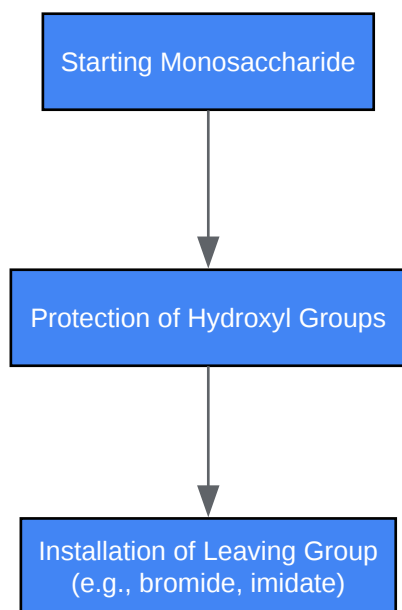 Starting Monosaccharide
Protection of Hydroxyl Groups
Installation of Leaving Group
(e.g., bromide, imidate)